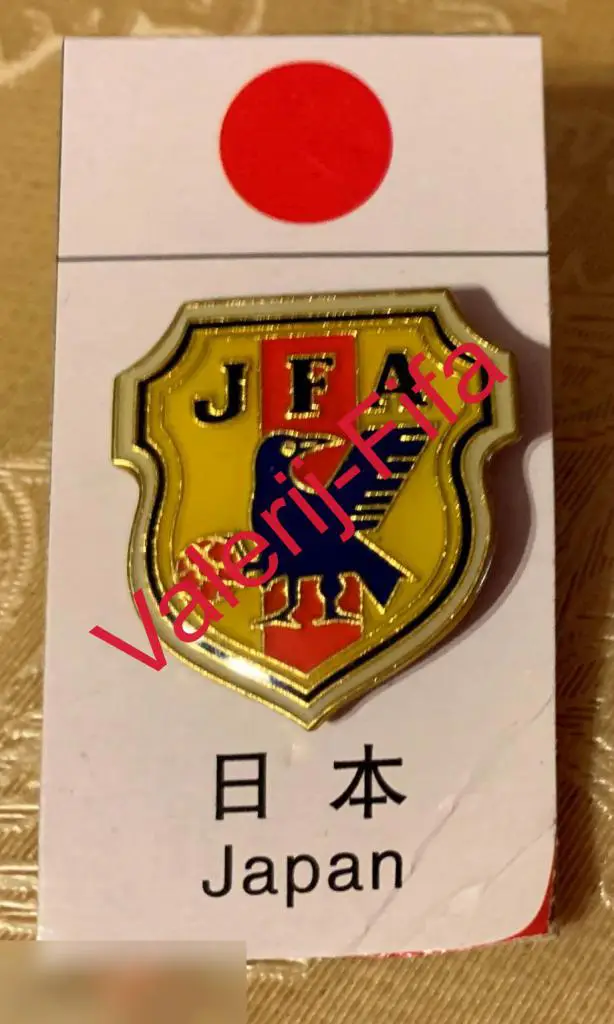 JFA
Valerij-Fifa
日本
Japan